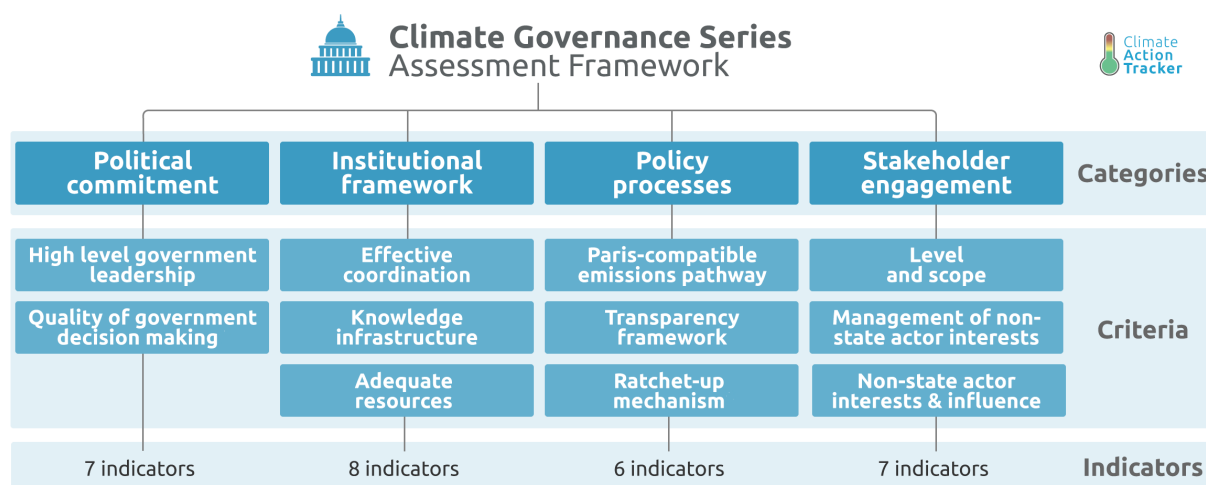 Climate Governance Series
Assessment Framework
Climate
Action
Tracker
Political
commitment
Institutional
framework
Policy
processes
Stakeholder
engagement
Categories
High level government
leadership
Effective
coordination
Paris-compatible
emissions pathway
Level
and scope
Quality of government
decision making
Knowledge
infrastructure
Transparency
framework
Management of non-
state actor interests
Criteria
Adequate
resources
Ratchet-up
mechanism
Non-state actor
interests & influence
7 indicators
8 indicators
6 indicators
7 indicators
Indicators